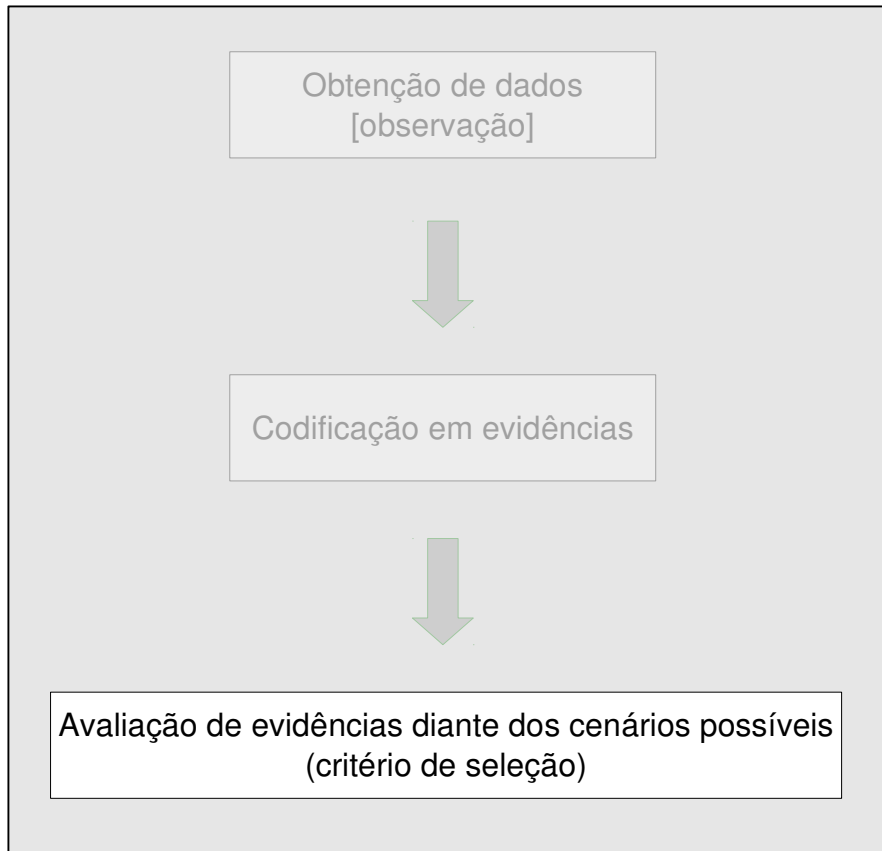 Obtenção de dados
[observação]
Codificação em evidências
Avaliação de evidências diante dos cenários possíveis
(critério de seleção)